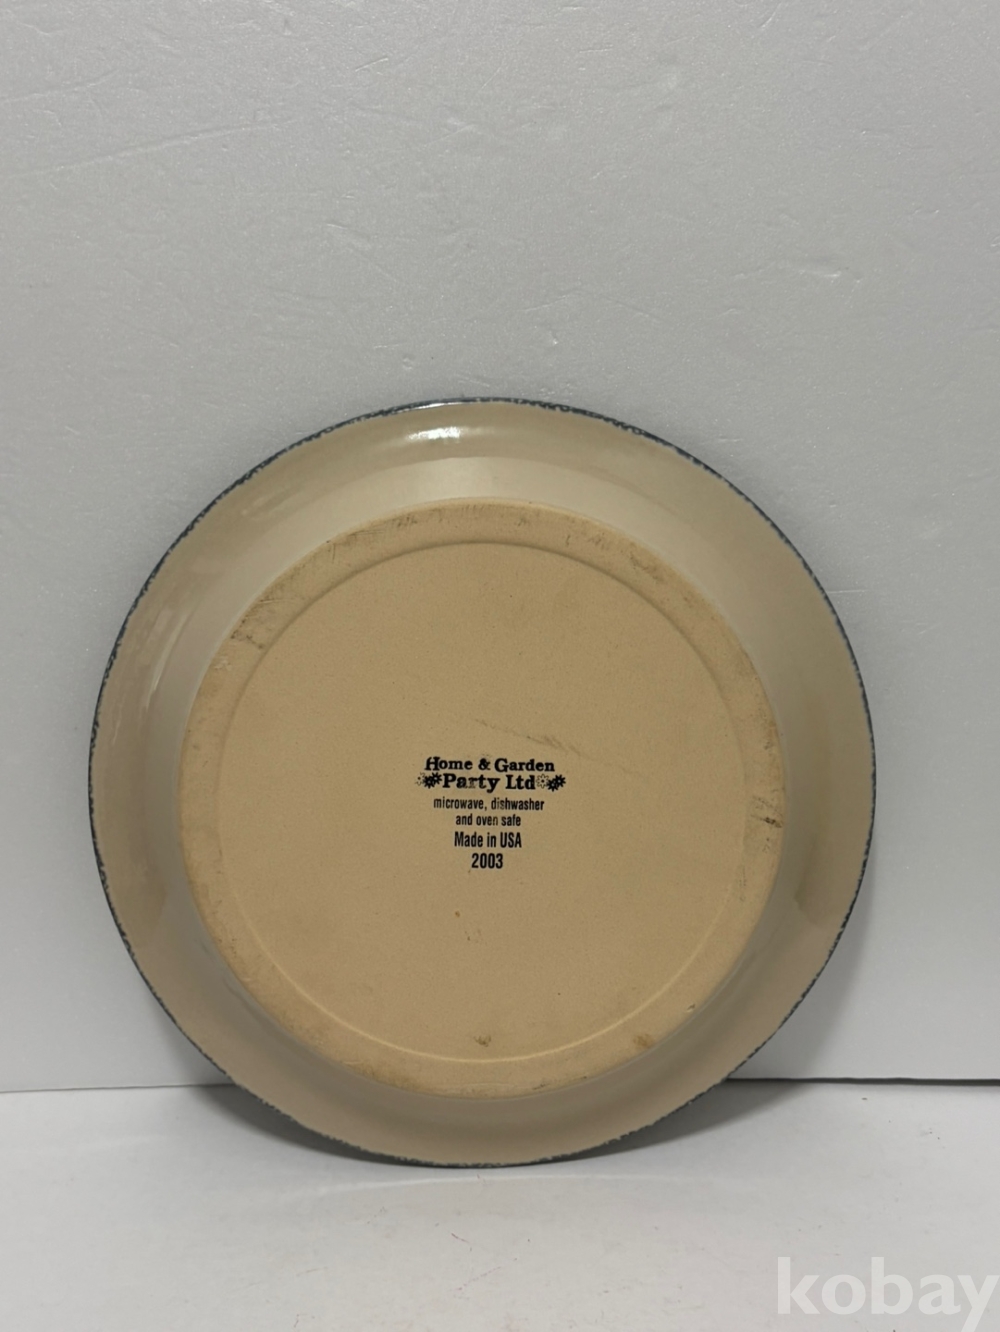 Home & Garden
Party Ltd
microwave, dishwasher
and oven safe
Made in USA
2003
kobay